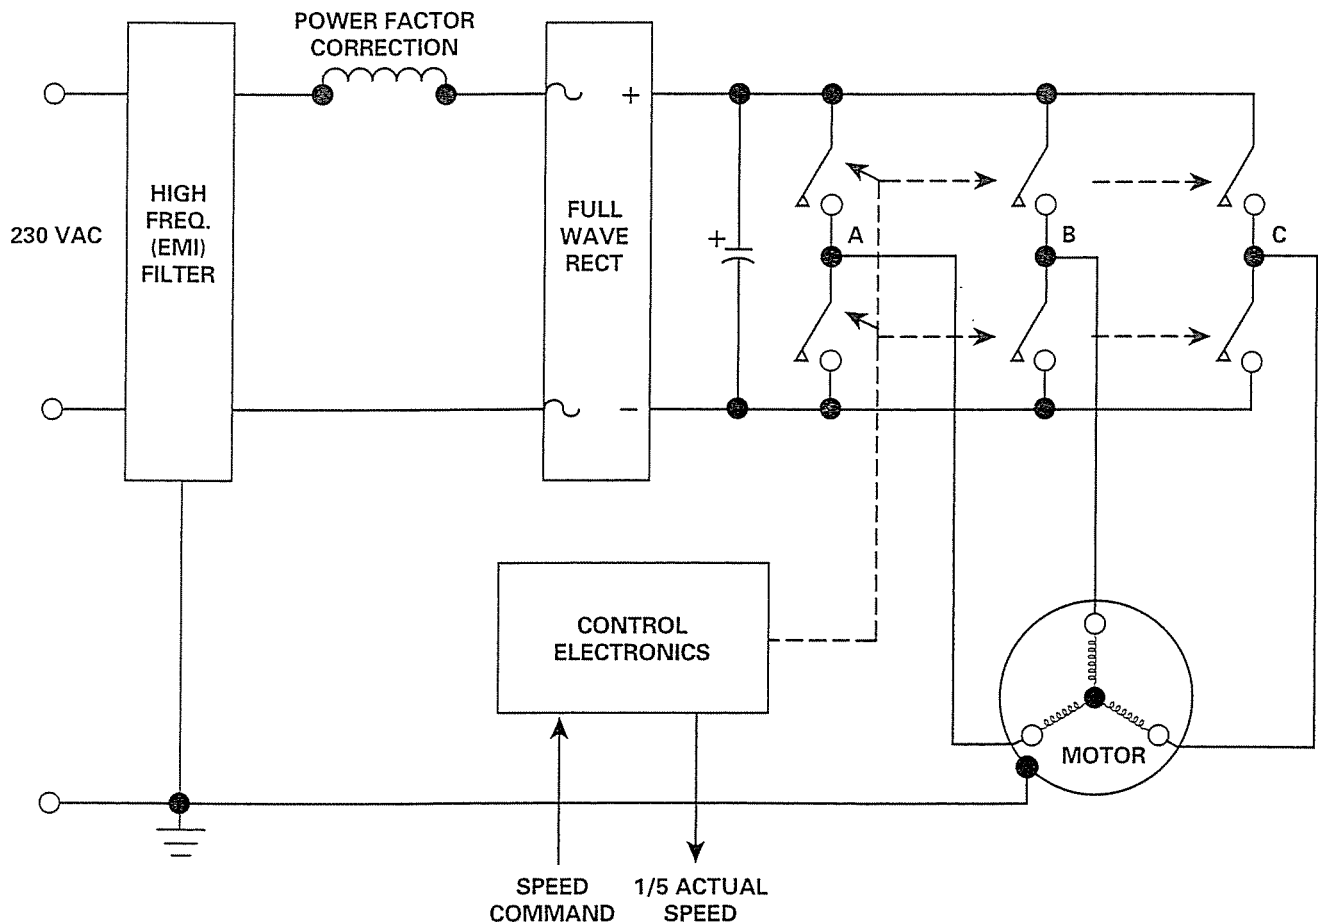 POWER FACTOR
CORRECTION
230 VAC
HIGH
FREQ.
(EMI)
FILTER
FULL
WAVE
RECT
+
−
+
A
B
C
CONTROL
ELECTRONICS
MOTOR
SPEED
COMMAND
1/5 ACTUAL
SPEED